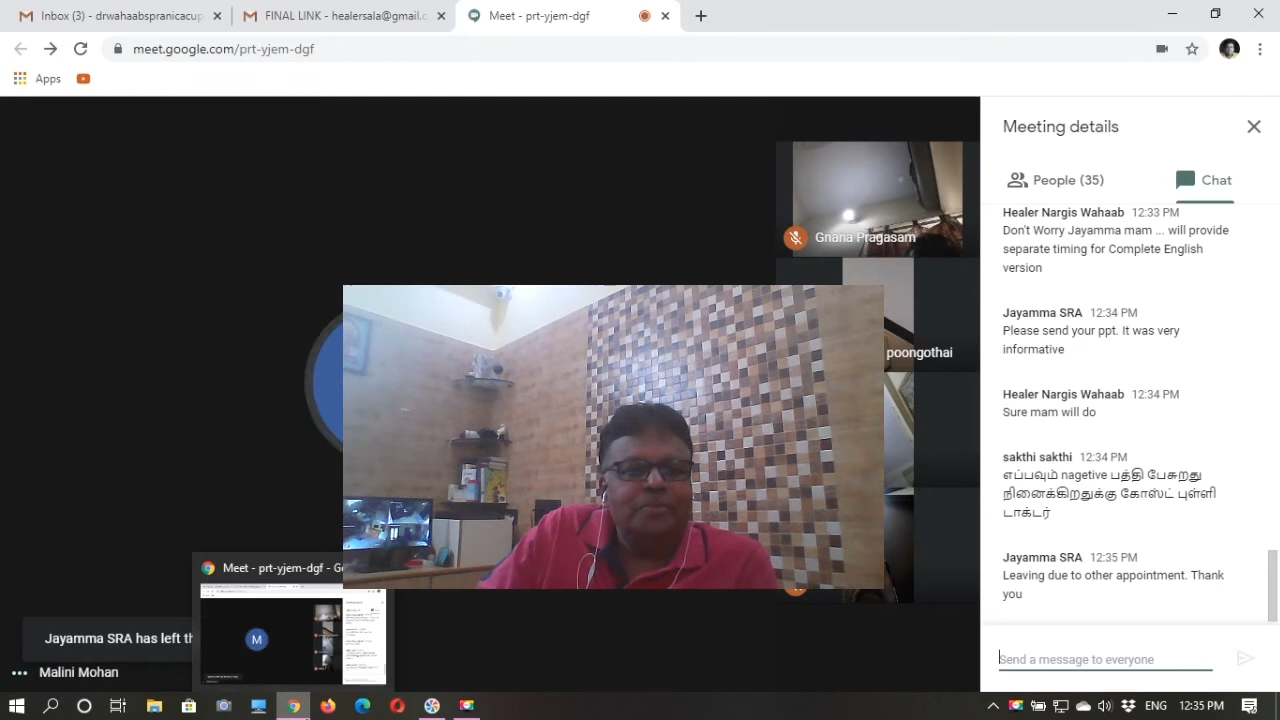 Inbox (3) - drwahaabspranicacup
FINAL LINK - healersala@gmail.c
Meet - prt-yjem-dgf
meet.google.com/prt-yjem-dgf
Apps
Meeting details
People (35)
Chat
Healer Nargis Wahaab 12:33 PM
Don't Worry Jayamma mam ... will provide
separate timing for Complete English
version
Jayamma SRA 12:34 PM
Please send your ppt. It was very
informative
Healer Nargis Wahaab 12:34 PM
Sure mam will do
sakthi sakthi 12:34 PM
எப்பவும் nagetive பத்தி பேசுறது
நினைக்கிறதுக்கு கோஸ்ட் புள்ளி
டாக்டர்
Jayamma SRA 12:35 PM
Leaving due to other appointment. Thank
you
Send a message to everyone
Gnana Pragasam
poongothai
Meet - prt-yjem-dgf - Go
Jayamma SRA has left th
Malini Mohan
ENG
12:35 PM